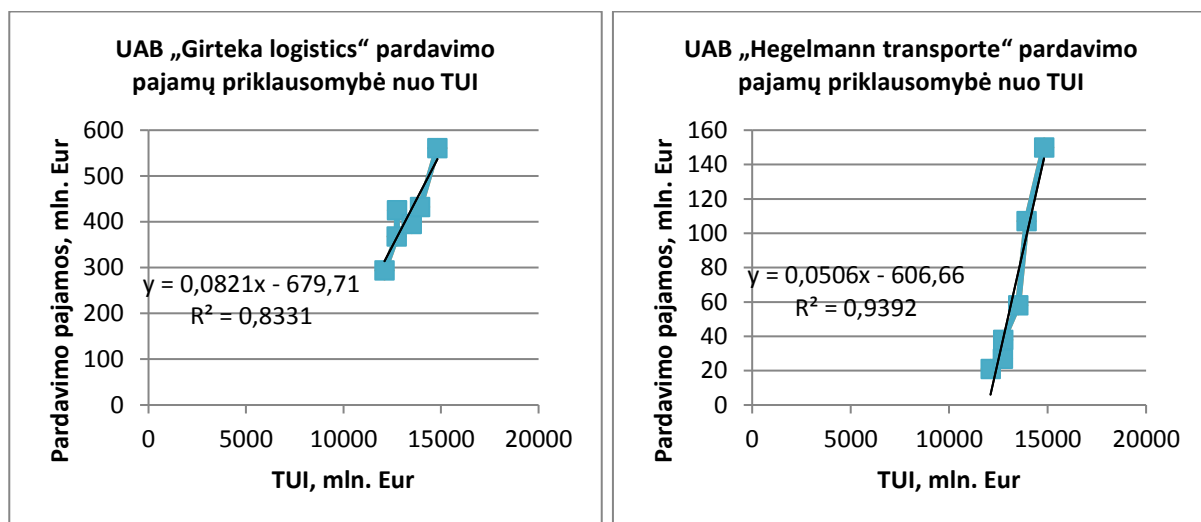 UAB „Girteka logistics“ pardavimo
pajamų priklausomybė nuo TUI
Pardavimo pajamos, mln. Eur
600
500
400
300
200
100
0
y = 0,0821x - 679,71
R² = 0,8331
0 5000 10000 15000 20000
TUI, mln. Eur
UAB „Hegelmann transporte“ pardavimo
pajamų priklausomybė nuo TUI
Pardavimo pajamos, mln. Eur
160
140
120
100
80
60
40
20
0
y = 0,0506x - 606,66
R² = 0,9392
0 5000 10000 15000 20000
TUI, mln. Eur